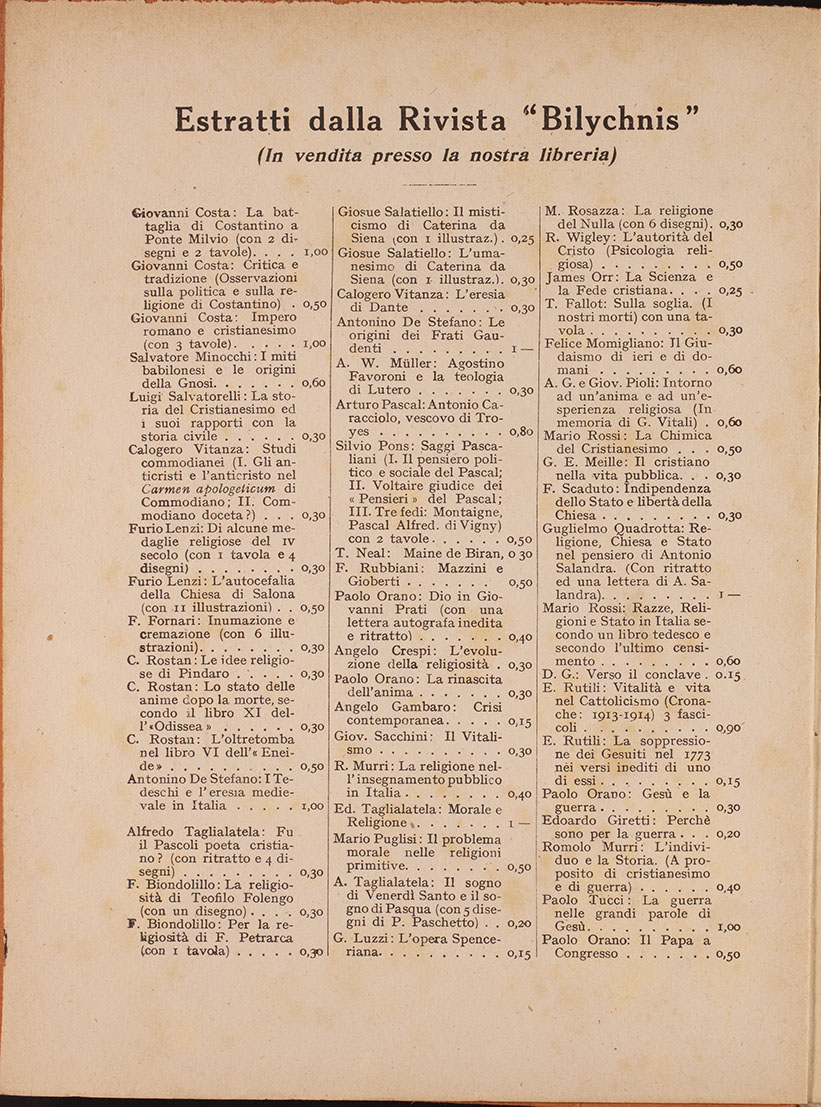 Estratti dalla Rivista “Bilychnis”
(In vendita presso la nostra libreria)
Giovanni Costa: La bat-
taglia di Costantino a
Ponte Milvio (con 2 di-
segni e 2 tavole). . . . 1,00
Giovanni Costa: Critica e
tradizione (Osservazioni
sulla politica e sulla re-
ligione di Costantino) . 0,50
Giovanni Costa: Impero
romano e cristianesimo
(con 3 tavole). . . . . 1,00
Salvatore Minocchi: I miti
babilonesi e le origini
della Gnosi. . . . . . . 0,60
Luigi Salvatorelli: La sto-
ria del Cristianesimo ed
i suoi rapporti con la
storia civile . . . . . . 0,30
Calogero Vitanza: Studi
commodianei (I. Gli an-
ticristi e l'anticristo nel
Carmen apologeticum di
Commodiano; II. Com-
modiano doceta?) . . . 0,30
Furio Lenzi: Di alcune me-
daglie religiose del IV
secolo (con 1 tavola e 4
disegni) . . . . . . . . 0,30
Furio Lenzi: L'autocefalia
della Chiesa di Salona
(con 11 illustrazioni) . . 0,50
F. Fornari: Inumazione e
cremazione (con 6 illu-
strazioni). . . . . . . . 0,30
C. Rostan: Le idee religio-
se di Pindaro . . . . . 0,30
C. Rostan: Lo stato delle
anime dopo la morte, se-
condo il libro XI del-
l'«Odissea» . . . . . . 0,30
C. Rostan: L'oltretomba
nel libro VI dell'« Enei-
de» . . . . . . . . . . 0,50
Antonino De Stefano: I Te-
deschi e l'eresia medie-
vale in Italia . . . . . 1,00
Alfredo Taglialatela: Fu
il Pascoli poeta cristia-
no? (con ritratto e 4 di-
segni) . . . . . . . . . 0,30
F. Biondolillo: La religio-
sità di Teofilo Folengo
(con un disegno) . . . . 0,30
F. Biondolillo: Per la re-
ligiosità di F. Petrarca
(con 1 tavola) . . . . . 0,30
Giosue Salatiello: Il misti-
cismo di Caterina da
Siena (con 1 illustraz.) . 0,25
Giosue Salatiello: L'uma-
nesimo di Caterina da
Siena (con 1 illustraz.) . 0,30
Calogero Vitanza: L'eresia
di Dante . . . . . . . . 0,30
Antonino De Stefano: Le
origini dei Frati Gau-
denti . . . . . . . . . 1 —
A. W. Müller: Agostino
Favoroni e la teologia
di Lutero . . . . . . . 0,30
Arturo Pascal: Antonio Ca-
racciolo, vescovo di Tro-
yes . . . . . . . . . . 0,80
Silvio Pons: Saggi Pasca-
liani (I. Il pensiero poli-
tico e sociale del Pascal;
II. Voltaire giudice dei
« Pensieri » del Pascal;
III. Tre fedi: Montaigne,
Pascal Alfred. di Vigny)
con 2 tavole . . . . . . 0,50
T. Neal: Maine de Biran, 0 30
F. Rubbiani: Mazzini e
Gioberti . . . . . . . 0,50
Paolo Orano: Dio in Gio-
vanni Prati (con una
lettera autografa inedita
e ritratto) . . . . . . . 0,40
Angelo Crespi: L'evolu-
zione della religiosità . 0,30
Paolo Orano: La rinascita
dell'anima . . . . . . . 0,30
Angelo Gambaro: Crisi
contemporanea. . . . . 0,15
Giov. Sacchini: Il Vitali-
smo . . . . . . . . . . 0,30
R. Murri: La religione nel-
l'insegnamento pubblico
in Italia . . . . . . . . 0,40
Ed. Taglialatela: Morale e
Religione . . . . . . . 1 —
Mario Puglisi: Il problema
morale nelle religioni
primitive. . . . . . . . 0,50
A. Taglialatela: Il sogno
di Venerdì Santo e il so-
gno di Pasqua (con 5 dise-
gni di P. Paschetto) . . 0,20
G. Luzzi: L'opera Spence-
riana. . . . . . . . . . 0,15
M. Rosazza: La religione
del Nulla (con 6 disegni). 0,30
R. Wigley: L'autorità del
Cristo (Psicologia reli-
giosa) . . . . . . . . . 0,50
James Orr: La Scienza e
la Fede cristiana. . . . 0,25
T. Fallot: Sulla soglia. (I
nostri morti) con una ta-
vola . . . . . . . . . . 0,30
Felice Momigliano: Il Giu-
daismo di ieri e di do-
mani . . . . . . . . . 0,60
A. G. e Giov. Pioli: Intorno
ad un'anima e ad un'e-
sperienza religiosa (In
memoria di G. Vitali) . 0,60
Mario Rossi: La Chimica
del Cristianesimo . . . 0,50
G. E. Meille: Il cristiano
nella vita pubblica. . . 0,30
F. Scaduto: Indipendenza
dello Stato e libertà della
Chiesa . . . . . . . . . 0,30
Guglielmo Quadrotta: Re-
ligione, Chiesa e Stato
nel pensiero di Antonio
Salandra. (Con ritratto
ed una lettera di A. Sa-
landra). . . . . . . . . 1 —
Mario Rossi: Razze, Reli-
gioni e Stato in Italia se-
condo un libro tedesco e
secondo l'ultimo censi-
mento . . . . . . . . . 0,60
D. G.: Verso il conclave . 0.15
E. Rutili: Vitalità e vita
nel Cattolicismo (Crona-
che: 1913-1914) 3 fasci-
coli . . . . . . . . . . 0,90
E. Rutili: La soppressio-
ne dei Gesuiti nel 1773
nei versi inediti di uno
di essi . . . . . . . . . 0,15
Paolo Orano: Gesù e la
guerra . . . . . . . . . 0,30
Edoardo Giretti: Perchè
sono per la guerra . . . 0,20
Romolo Murri: L'indivi-
duo e la Storia. (A pro-
posito di cristianesimo
e di guerra) . . . . . . 0,40
Paolo Tucci: La guerra
nelle grandi parole di
Gesù. . . . . . . . . . 1,00
Paolo Orano: Il Papa a
Congresso . . . . . . . 0,50